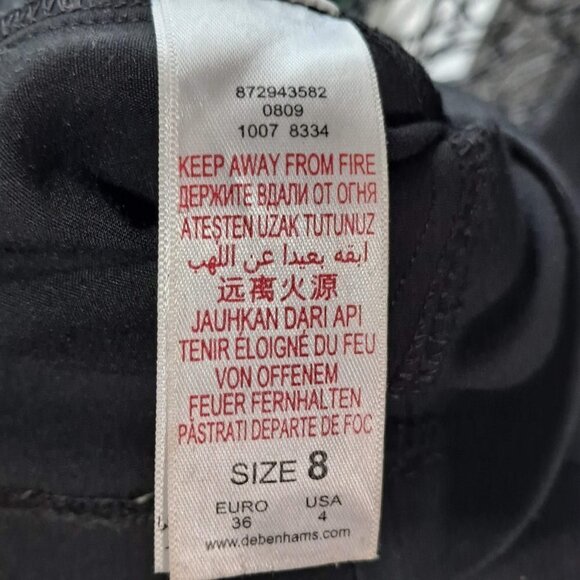 872943582
0809
1007 8334
KEEP AWAY FROM FIRE
ДЕРЖИТЕ ВДАЛИ ОТ ОГНЯ
ATEŞTEN UZAK TUTUNUZ
ابقه بعيدا عن اللهب
远离火源
JAUHKAN DARI API
TENIR ÉLOIGNÉ DU FEU
VON OFFENEM
FEUER FERNHALTEN
PĂSTRATI DEPARTE DE FOC
SIZE 8
EURO USA
36 4
www.debenhams.com